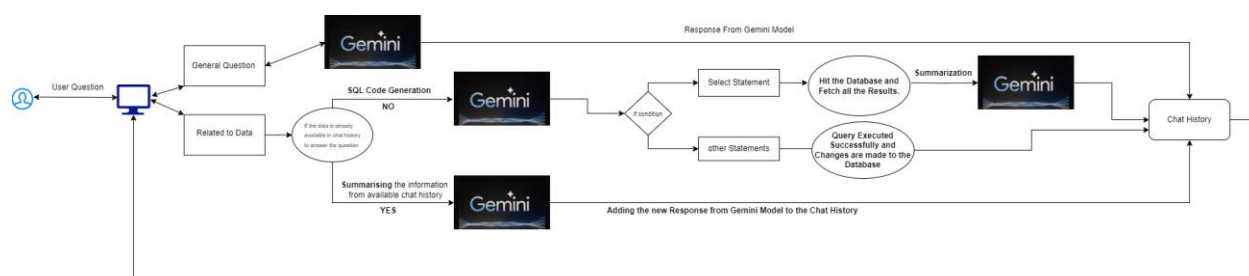 Response From Gemini Model
Gemini
User Question
General Question
SQL Code Generation
NO
Gemini
Select Statement
Hit the Database and
Fetch all the Results.
Summarization
Gemini
If condition
Chat History
Related to Data
If the data is already
available in chat history
to answer the question
other Statements
Query Executed
Successfully and
Changes are made to the
Database
Summarising the information
from available chat history
YES
Gemini
Adding the new Response from Gemini Model to the Chat History